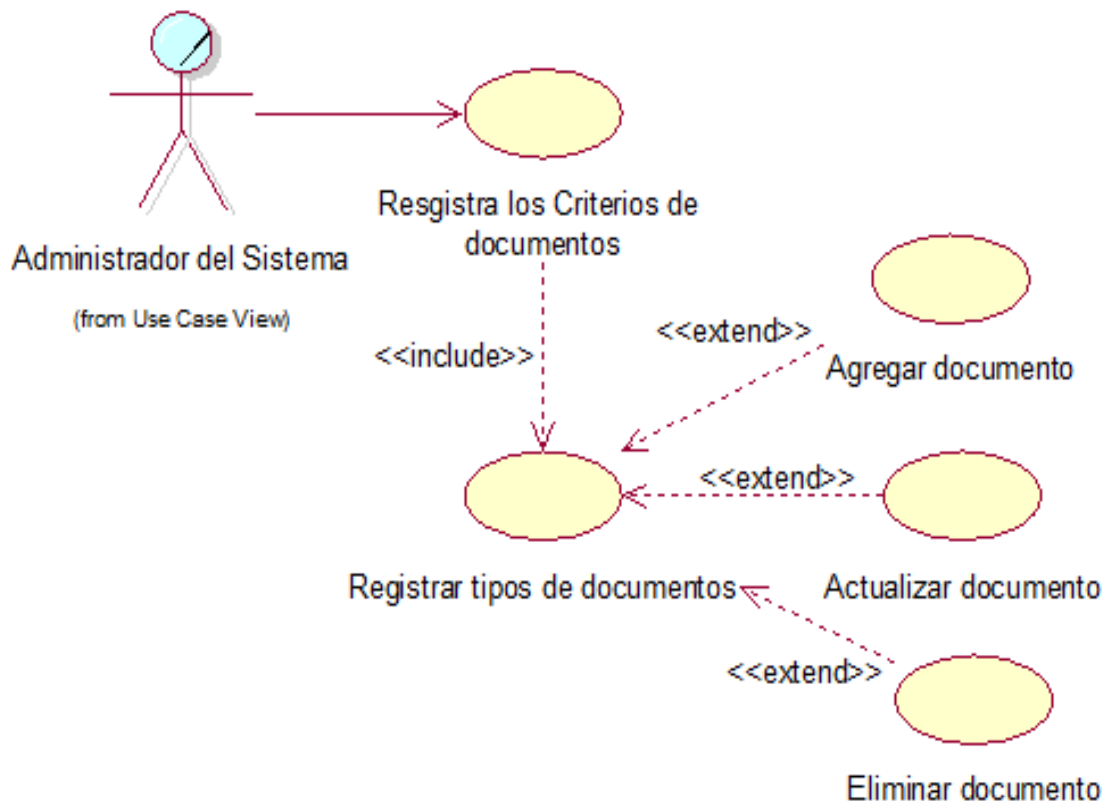 Resgistra los Criterios de
documentos
Administrador del Sistema
(from Use Case View)
<<include>>
<<extend>>
Agregar documento
<<extend>>
Registrar tipos de documentos
Actualizar documento
<<extend>>
Eliminar documento